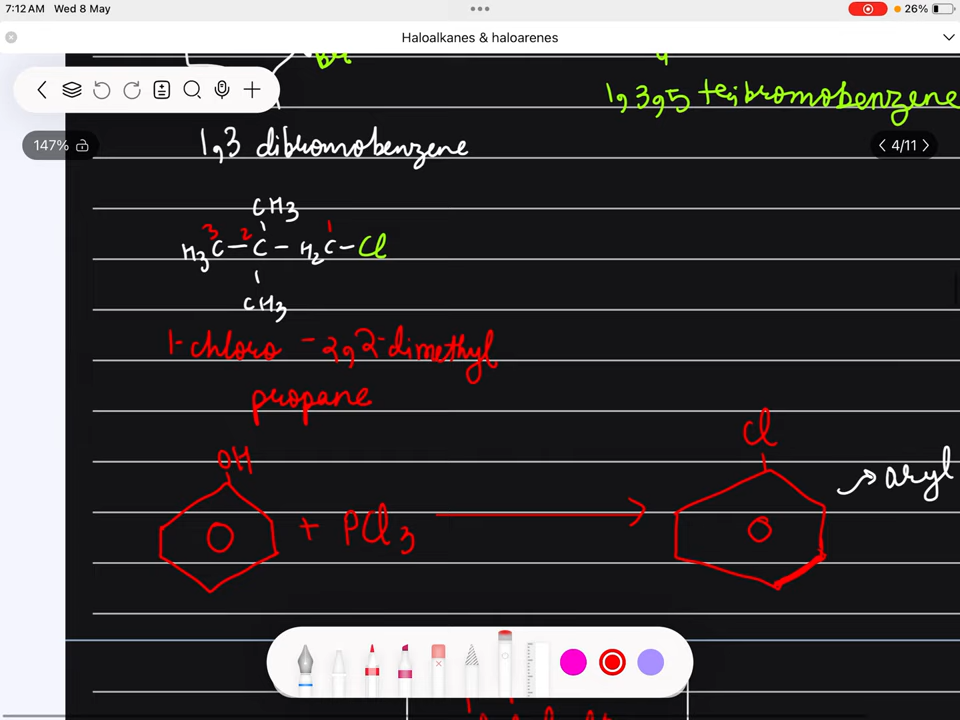 7:12 AM Wed 8 May
26%
Haloalkanes & haloarenes
1,3,5 tribromobenzene
147%
4/11
1,3 dibromobenzene
CH3
3 2 1
H3C - C - H2C - Cl
CH3
1-chloro -2,2-dimethyl
propane
Cl
OH
aryl
+ PCl3